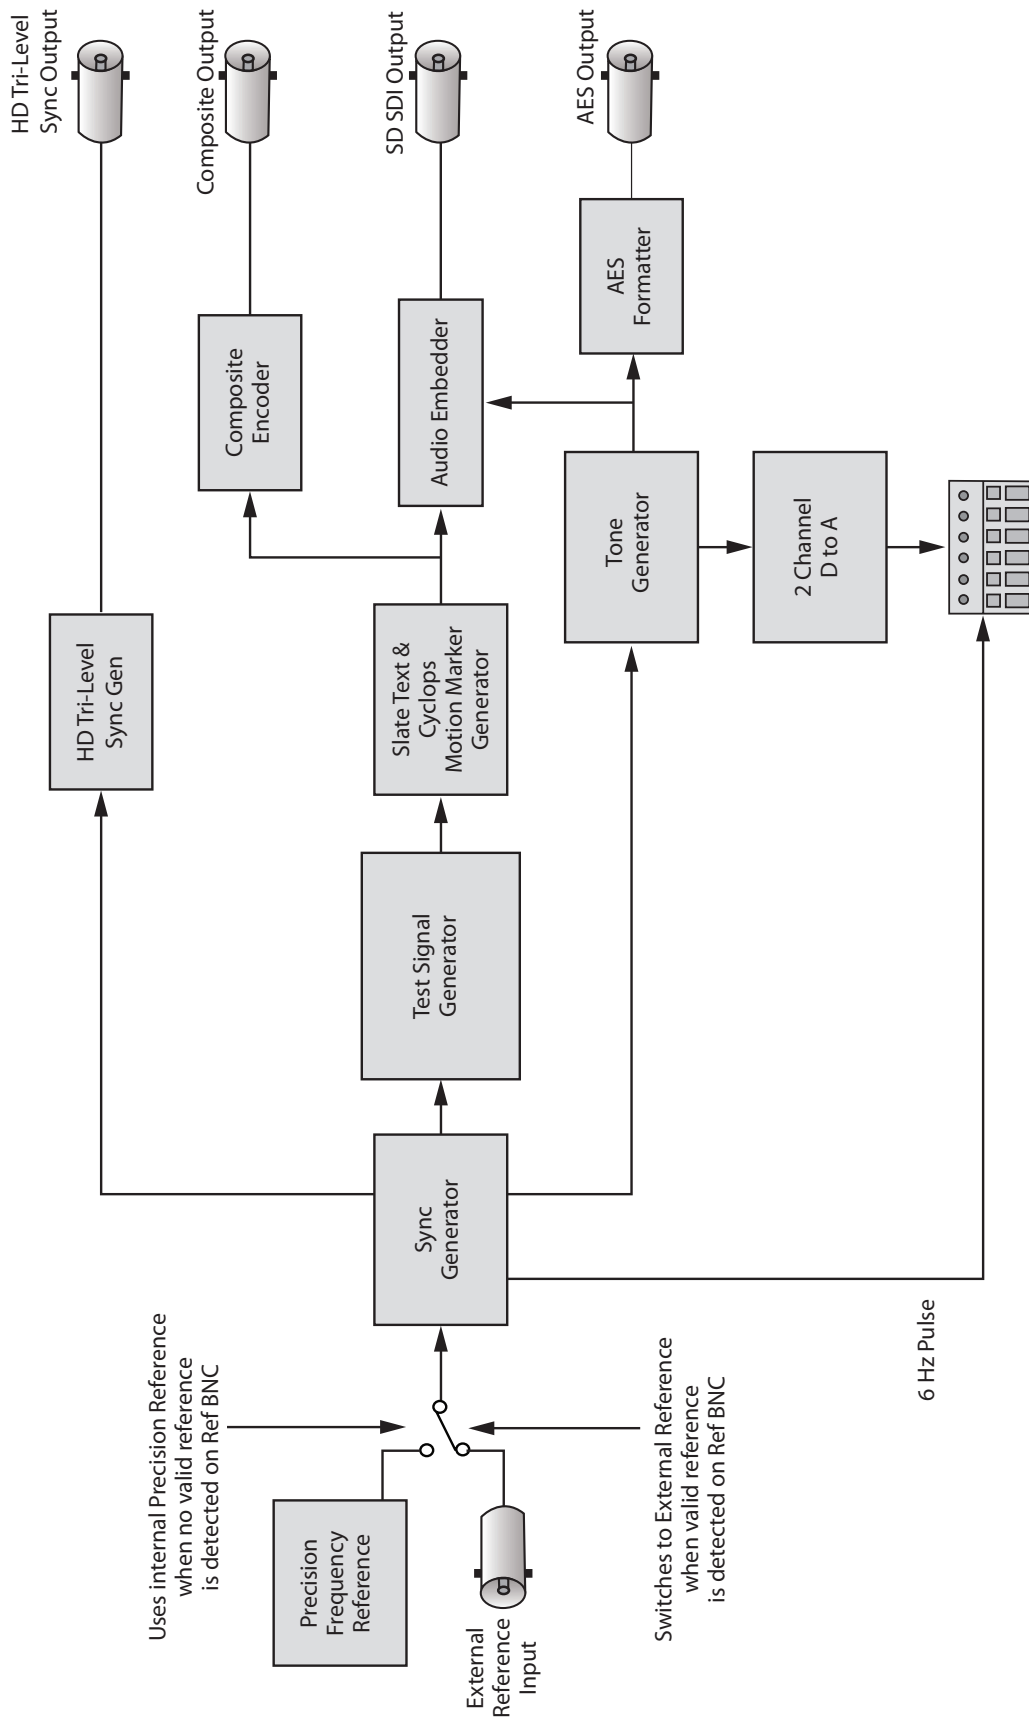 HD Tri-Level
Sync Output
Composite Output
SD SDI Output
AES Output
HD Tri-Level
Sync Gen
Composite
Encoder
Audio Embedder
AES
Formatter
Slate Text &
Cyclops
Motion Marker
Generator
Tone
Generator
2 Channel
D to A
Test Signal
Generator
Sync
Generator
6 Hz Pulse
Uses internal Precision Reference
when no valid reference
is detected on Ref BNC
Switches to External Reference
when valid reference
is detected on Ref BNC
Precision
Frequency
Reference
External
Reference
Input